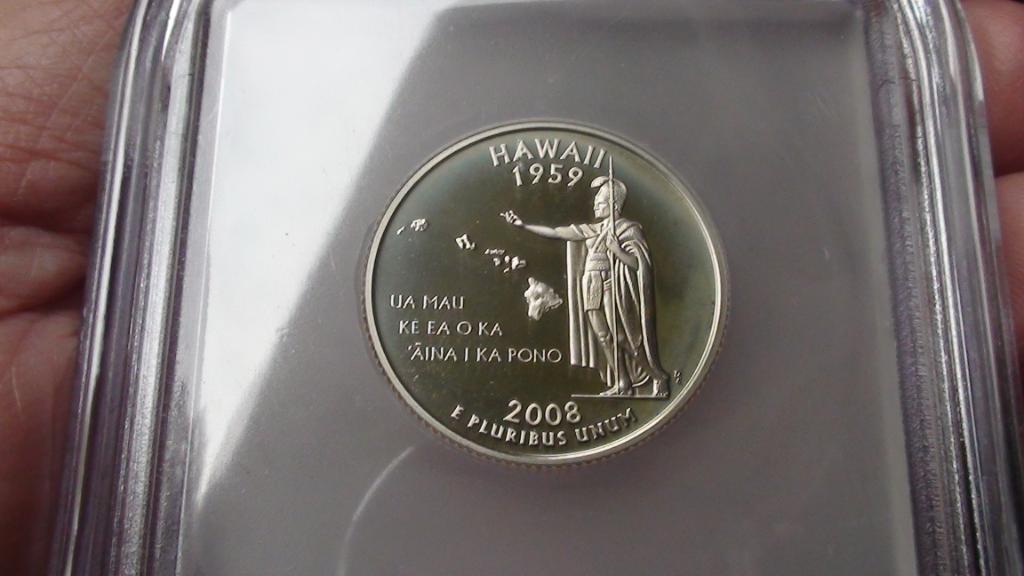 HAWAII
1959
UA MAU
KE EA O KA
ʻĀINA I KA PONO
2008
E PLURIBUS UNUM